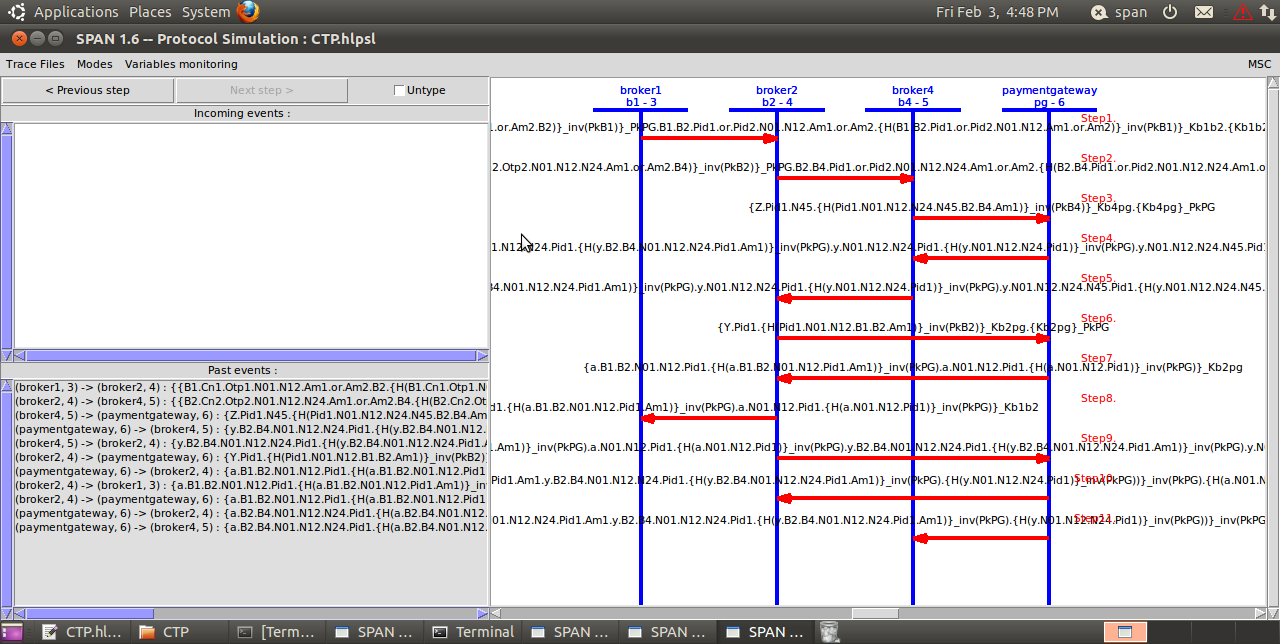 Applications Places System Fri Feb 3, 4:48 PM span
SPAN 1.6 -- Protocol Simulation : CTP.hlpsl
Trace Files Modes Variables monitoring MSC
< Previous step Next step > Untype
Incoming events :
Past events :
(broker1, 3) -> (broker2, 4) : {{B1.Cn1.Otp1.N01.N12.Am1.or.Am2.B2.{H(B1.Cn1.Otp1.N
(broker2, 4) -> (broker4, 5) : {{B2.Cn2.Otp2.N01.N12.N24.Am1.or.Am2.B4.{H(B2.Cn2.Ot
(broker4, 5) -> (paymentgateway, 6) : {Z.Pid1.N45.{H(Pid1.N01.N12.N24.N45.B2.B4.Am
(paymentgateway, 6) -> (broker4, 5) : {y.B2.B4.N01.N12.N24.Pid1.{H(y.B2.B4.N01.N12.
(broker4, 5) -> (broker2, 4) : {y.B2.B4.N01.N12.N24.Pid1.{H(y.B2.B4.N01.N12.N24.Pid1.A
(broker2, 4) -> (paymentgateway, 6) : {Y.Pid1.{H(Pid1.N01.N12.B1.B2.Am1)}_inv(PkB2)
(paymentgateway, 6) -> (broker2, 4) : {a.B1.B2.N01.N12.Pid1.{H(a.B1.B2.N01.N12.Pid1
(broker2, 4) -> (broker1, 3) : {a.B1.B2.N01.N12.Pid1.{H(a.B1.B2.N01.N12.Pid1.Am1)}_in
(broker2, 4) -> (paymentgateway, 6) : {a.B1.B2.N01.N12.Pid1.{H(a.B1.B2.N01.N12.Pid1
(paymentgateway, 6) -> (broker2, 4) : {a.B2.B4.N01.N12.N24.Pid1.{H(a.B2.B4.N01.N12.
(paymentgateway, 6) -> (broker4, 5) : {a.B2.B4.N01.N12.N24.Pid1.{H(a.B2.B4.N01.N12.
broker1 broker2 broker4 paymentgateway
b1 - 3 b2 - 4 b4 - 5 pg - 6
Step1.
.or.Am2.B2)}_inv(PkB1)}_PkPG.B1.B2.Pid1.or.Pid2.N01.N12.Am1.or.Am2.{H(B1.B2.Pid1.or.Pid2.N01.N12.Am1.or.Am2)}_inv(PkB1)}_Kb1b2.{Kb1b2
Step2.
2.Otp2.N01.N12.N24.Am1.or.Am2.B4)}_inv(PkB2)}_PkPG.B2.B4.Pid1.or.Pid2.N01.N12.N24.Am1.or.Am2.{H(B2.B4.Pid1.or.Pid2.N01.N12.N24.Am1.o
Step3.
{Z.Pid1.N45.{H(Pid1.N01.N12.N24.N45.B2.B4.Am1)}_inv(PkB4)}_Kb4pg.{Kb4pg}_PkPG
Step4.
1.N12.N24.Pid1.{H(y.B2.B4.N01.N12.N24.Pid1.Am1)}_inv(PkPG).y.N01.N12.N24.Pid1.{H(y.N01.N12.N24.Pid1)}_inv(PkPG).y.N01.N12.N24.N45.Pid1
Step5.
B4.N01.N12.N24.Pid1.Am1)}_inv(PkPG).y.N01.N12.N24.Pid1.{H(y.N01.N12.N24.Pid1)}_inv(PkPG).y.N01.N12.N24.N45.Pid1.{H(y.N01.N12.N24.N45.
Step6.
{Y.Pid1.{H(Pid1.N01.N12.B1.B2.Am1)}_inv(PkB2)}_Kb2pg.{Kb2pg}_PkPG
Step7.
{a.B1.B2.N01.N12.Pid1.{H(a.B1.B2.N01.N12.Pid1.Am1)}_inv(PkPG).a.N01.N12.Pid1.{H(a.N01.N12.Pid1)}_inv(PkPG)}_Kb2pg
Step8.
d1.{H(a.B1.B2.N01.N12.Pid1.Am1)}_inv(PkPG).a.N01.N12.Pid1.{H(a.N01.N12.Pid1)}_inv(PkPG)}_Kb1b2
Step9.
.Am1)}_inv(PkPG).a.N01.N12.Pid1.{H(a.N01.N12.Pid1)}_inv(PkPG).y.B2.B4.N01.N12.N24.Pid1.{H(y.B2.B4.N01.N12.N24.Pid1.Am1)}_inv(PkPG).y.N
Step10.
Pid1.Am1.y.B2.B4.N01.N12.N24.Pid1.{H(y.B2.B4.N01.N12.N24.Pid1.Am1)}_inv(PkPG).{H(y.N01.N12.N24.Pid1)}_inv(PkPG))}_inv(PkPG).{H(a.N01.N
Step11.
01.N12.N24.Pid1.Am1.y.B2.B4.N01.N12.N24.Pid1.{H(y.B2.B4.N01.N12.N24.Pid1.Am1)}_inv(PkPG).{H(y.N01.N12.N24.Pid1)}_inv(PkPG))}_inv(PkPG
CTP.hl... CTP [Term... SPAN ... Terminal SPAN ... SPAN ... SPAN ...